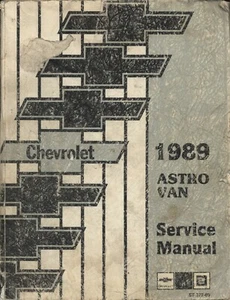 Chevrolet
1989
ASTRO
VAN
Service
Manual